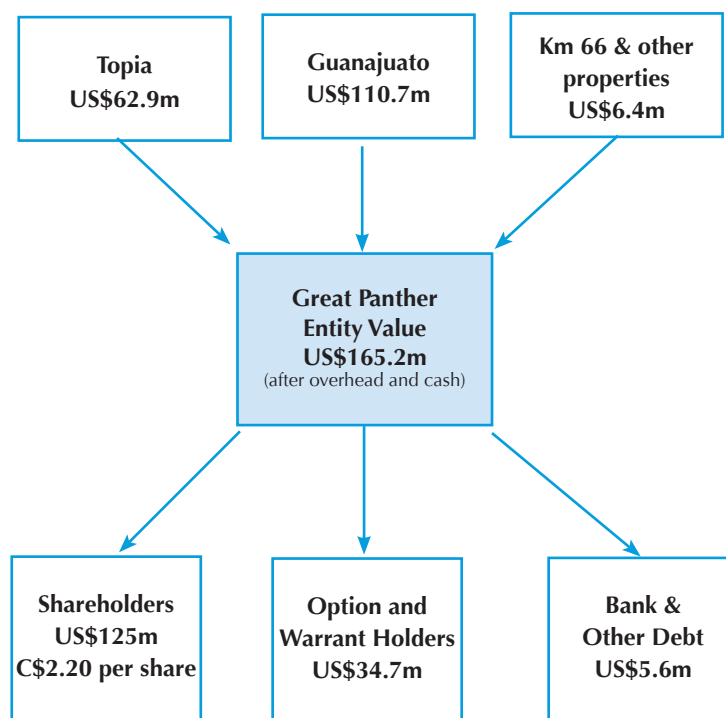 Topia
US$62.9m
Guanajuato
US$110.7m
Km 66 & other
properties
US$6.4m
Great Panther
Entity Value
US$165.2m
(after overhead and cash)
Shareholders
US$125m
C$2.20 per share
Option and
Warrant Holders
US$34.7m
Bank &
Other Debt
US$5.6m